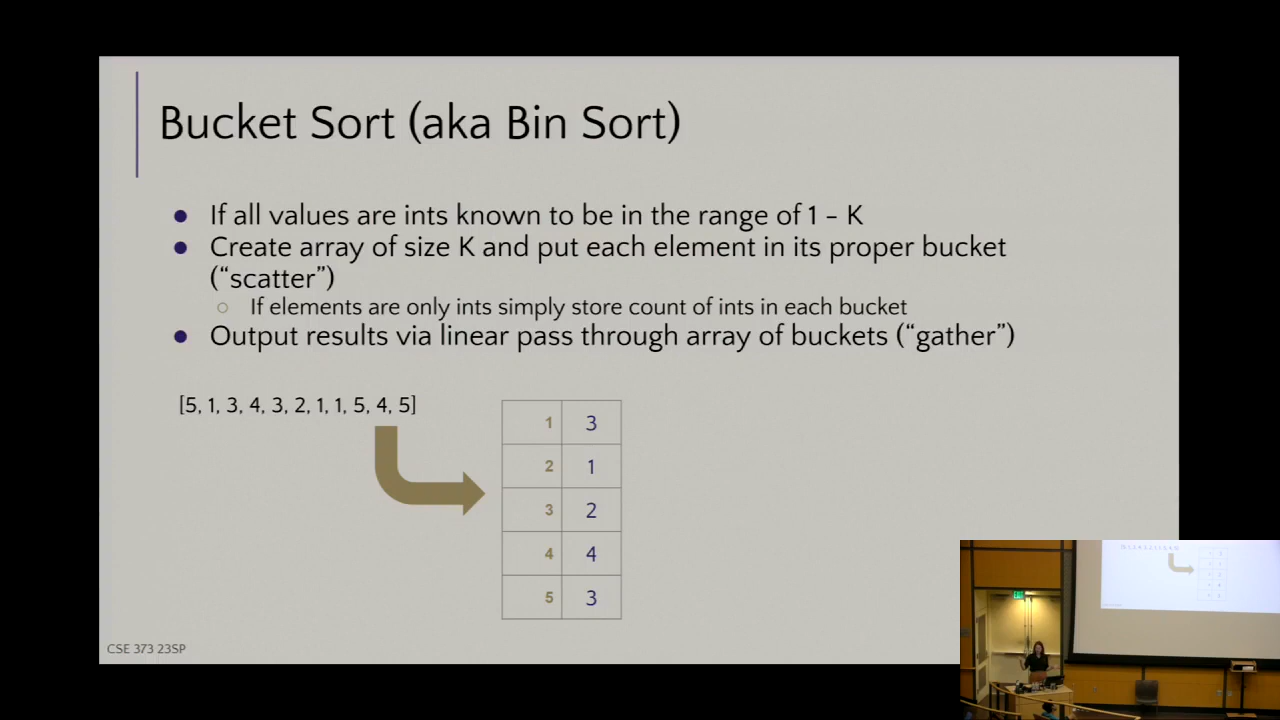 Bucket Sort (aka Bin Sort)
● If all values are ints known to be in the range of 1 - K
● Create array of size K and put each element in its proper bucket
(“scatter”)
○ If elements are only ints simply store count of ints in each bucket
● Output results via linear pass through array of buckets (“gather”)
[5, 1, 3, 4, 3, 2, 1, 1, 5, 4, 5]
1 3
2 1
3 2
4 4
5 3
CSE 373 23SP